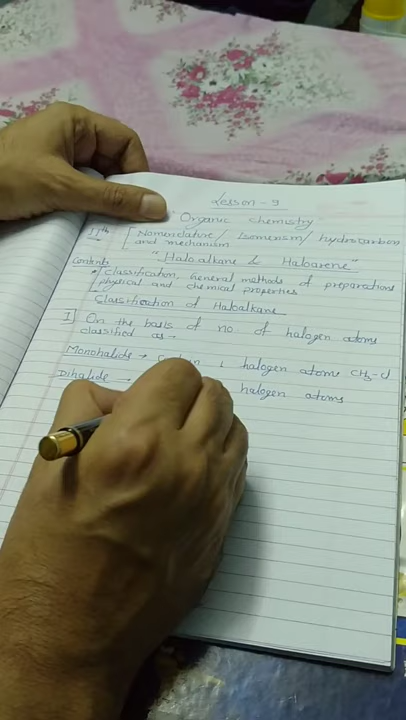 Lesson - 9
Organic chemistry
11th [ Nomenclature / Isomerism / hydrocarbon
and mechanism
"Haloalkane & Haloarene"
Contents
• Classification, General methods of preparations
physical and chemical properties
Classification of Haloalkane
I] On the basis of no. of halogen atoms
classified as -
Monohalide → 1 halogen atoms CH3-Cl
Dihalide → halogen atoms